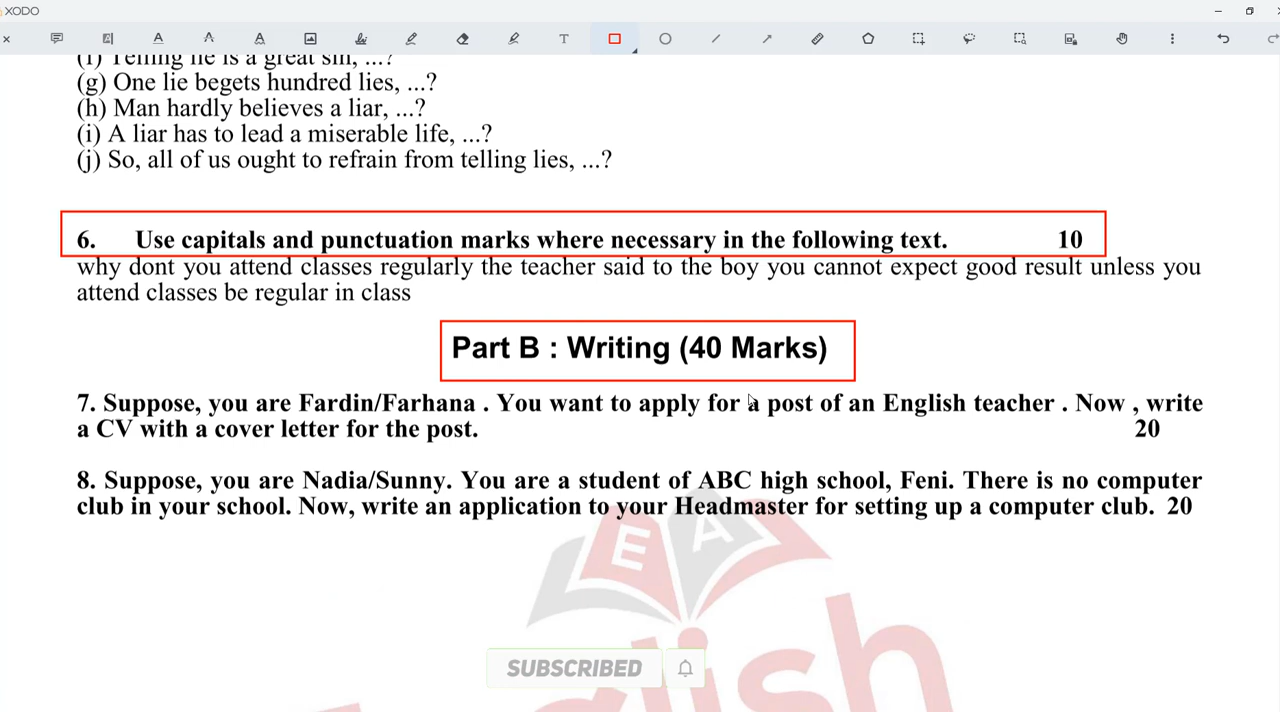 XODO
(f) Telling lie is a great sin, ...?
(g) One lie begets hundred lies, ...?
(h) Man hardly believes a liar, ...?
(i) A liar has to lead a miserable life, ...?
(j) So, all of us ought to refrain from telling lies, ...?
6. Use capitals and punctuation marks where necessary in the following text. 10
why dont you attend classes regularly the teacher said to the boy you cannot expect good result unless you
attend classes be regular in class
Part B : Writing (40 Marks)
7. Suppose, you are Fardin/Farhana . You want to apply for a post of an English teacher . Now , write
a CV with a cover letter for the post. 20
8. Suppose, you are Nadia/Sunny. You are a student of ABC high school, Feni. There is no computer
club in your school. Now, write an application to your Headmaster for setting up a computer club. 20
E A
lish
SUBSCRIBED